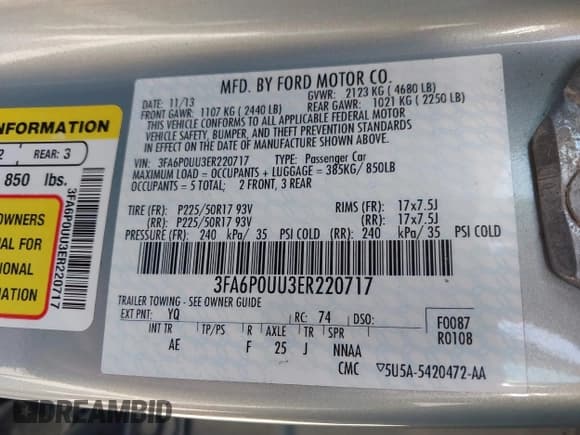 MFD. BY FORD MOTOR CO.
DATE: 11/13 GVWR: 2123 KG ( 4680 LB)
FRONT GAWR: 1107 KG ( 2440 LB) REAR GAWR: 1021 KG ( 2250 LB)
THIS VEHICLE CONFORMS TO ALL APPLICABLE FEDERAL MOTOR
VEHICLE SAFETY, BUMPER, AND THEFT PREVENTION STANDARDS
IN EFFECT ON THE DATE OF MANUFACTURE SHOWN ABOVE.
VIN: 3FA6P0UU3ER220717 TYPE: Passenger Car
MAXIMUM LOAD = OCCUPANTS + LUGGAGE = 385KG/ 850LB
OCCUPANTS = 5 TOTAL; 2 FRONT, 3 REAR
TIRE (FR): P225/50R17 93V RIMS (FR): 17x7.5J
(RR): P225/50R17 93V (RR): 17x7.5J
PRESSURE (FR): 240 kPa/ 35 PSI COLD (RR): 240 kPa/ 35 PSI COLD
3FA6P0UU3ER220717
TRAILER TOWING - SEE OWNER GUIDE
EXT PNT: YQ RC: 74 DSO:
INT TR TP/PS R AXLE TR SPR
AE F 25 J NNAA
F0087
R0108
CMC ▽5U5A-5420472-AA
INFORMATION
2 REAR: 3
850 lbs.
OWNERS
AL FOR
IONAL
MATION
3FA6P0UU3ER220717
DREAMBID